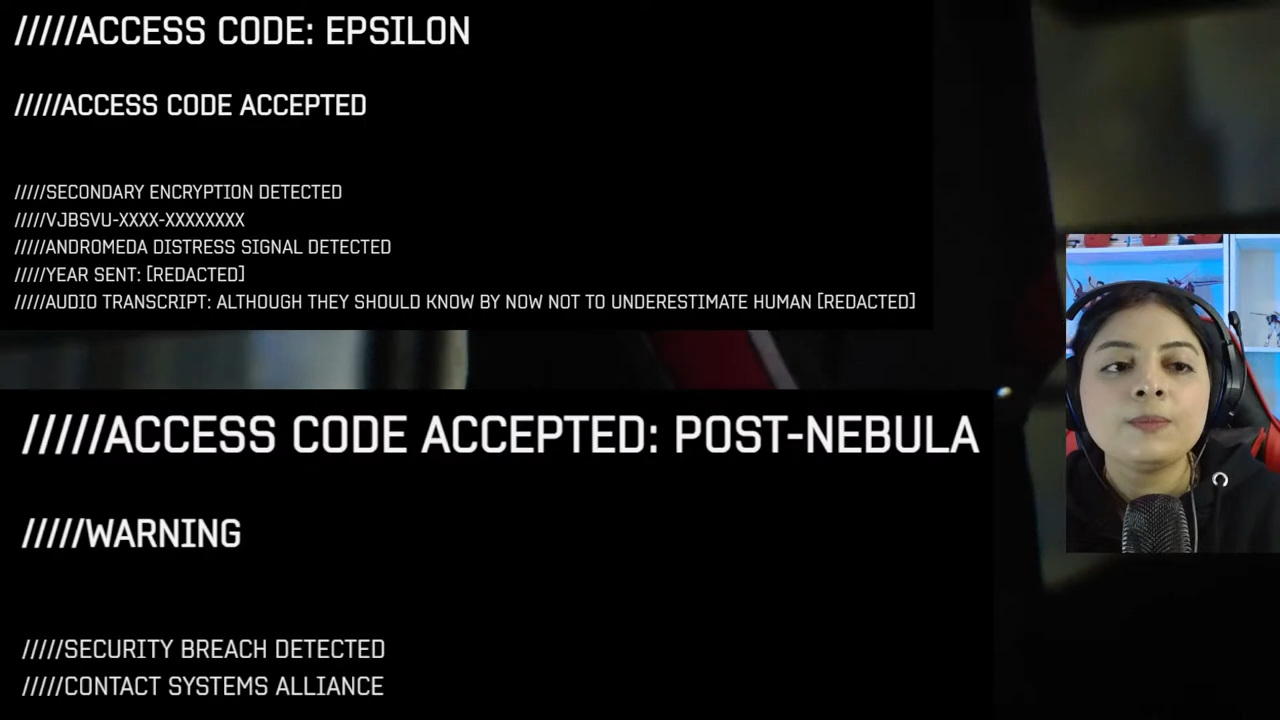 /////ACCESS CODE: EPSILON
/////ACCESS CODE ACCEPTED
/////SECONDARY ENCRYPTION DETECTED
/////VJBSVU-XXXX-XXXXXXXX
/////ANDROMEDA DISTRESS SIGNAL DETECTED
/////YEAR SENT: [REDACTED]
/////AUDIO TRANSCRIPT: ALTHOUGH THEY SHOULD KNOW BY NOW NOT TO UNDERESTIMATE HUMAN [REDACTED]
/////ACCESS CODE ACCEPTED: POST-NEBULA
/////WARNING
/////SECURITY BREACH DETECTED
/////CONTACT SYSTEMS ALLIANCE